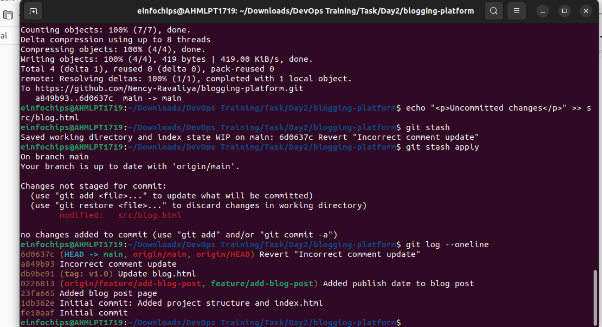 al
einfochips@AHMLPT1719: ~/Downloads/DevOps Training/Task/Day2/blogging-platform
Counting objects: 100% (7/7), done.
Delta compression using up to 8 threads
Compressing objects: 100% (4/4), done.
Writing objects: 100% (4/4), 419 bytes | 419.00 KiB/s, done.
Total 4 (delta 1), reused 0 (delta 0), pack-reused 0
remote: Resolving deltas: 100% (1/1), completed with 1 local object.
To https://github.com/Nency-Ravaliya/blogging-platform.git
   a849b93..6d0637c  main -> main
einfochips@AHMLPT1719:~/Downloads/DevOps Training/Task/Day2/blogging-platform$ echo "<p>Uncommitted changes</p>" >> s
rc/blog.html
einfochips@AHMLPT1719:~/Downloads/DevOps Training/Task/Day2/blogging-platform$ git stash
Saved working directory and index state WIP on main: 6d0637c Revert "Incorrect comment update"
einfochips@AHMLPT1719:~/Downloads/DevOps Training/Task/Day2/blogging-platform$ git stash apply
On branch main
Your branch is up to date with 'origin/main'.
Changes not staged for commit:
  (use "git add <file>..." to update what will be committed)
  (use "git restore <file>..." to discard changes in working directory)
        modified:   src/blog.html
no changes added to commit (use "git add" and/or "git commit -a")
einfochips@AHMLPT1719:~/Downloads/DevOps Training/Task/Day2/blogging-platform$ git log --oneline
6d0637c (HEAD -> main, origin/main, origin/HEAD) Revert "Incorrect comment update"
a849b93 Incorrect comment update
db9be91 (tag: v1.0) Update blog.html
0226813 (origin/feature/add-blog-post, feature/add-blog-post) Added publish date to blog post
23fa665 Added blog post page
1db362e Initial commit: Added project structure and index.html
fe10aaf Initial commit
einfochips@AHMLPT1719:~/Downloads/DevOps Training/Task/Day2/blogging-platform$